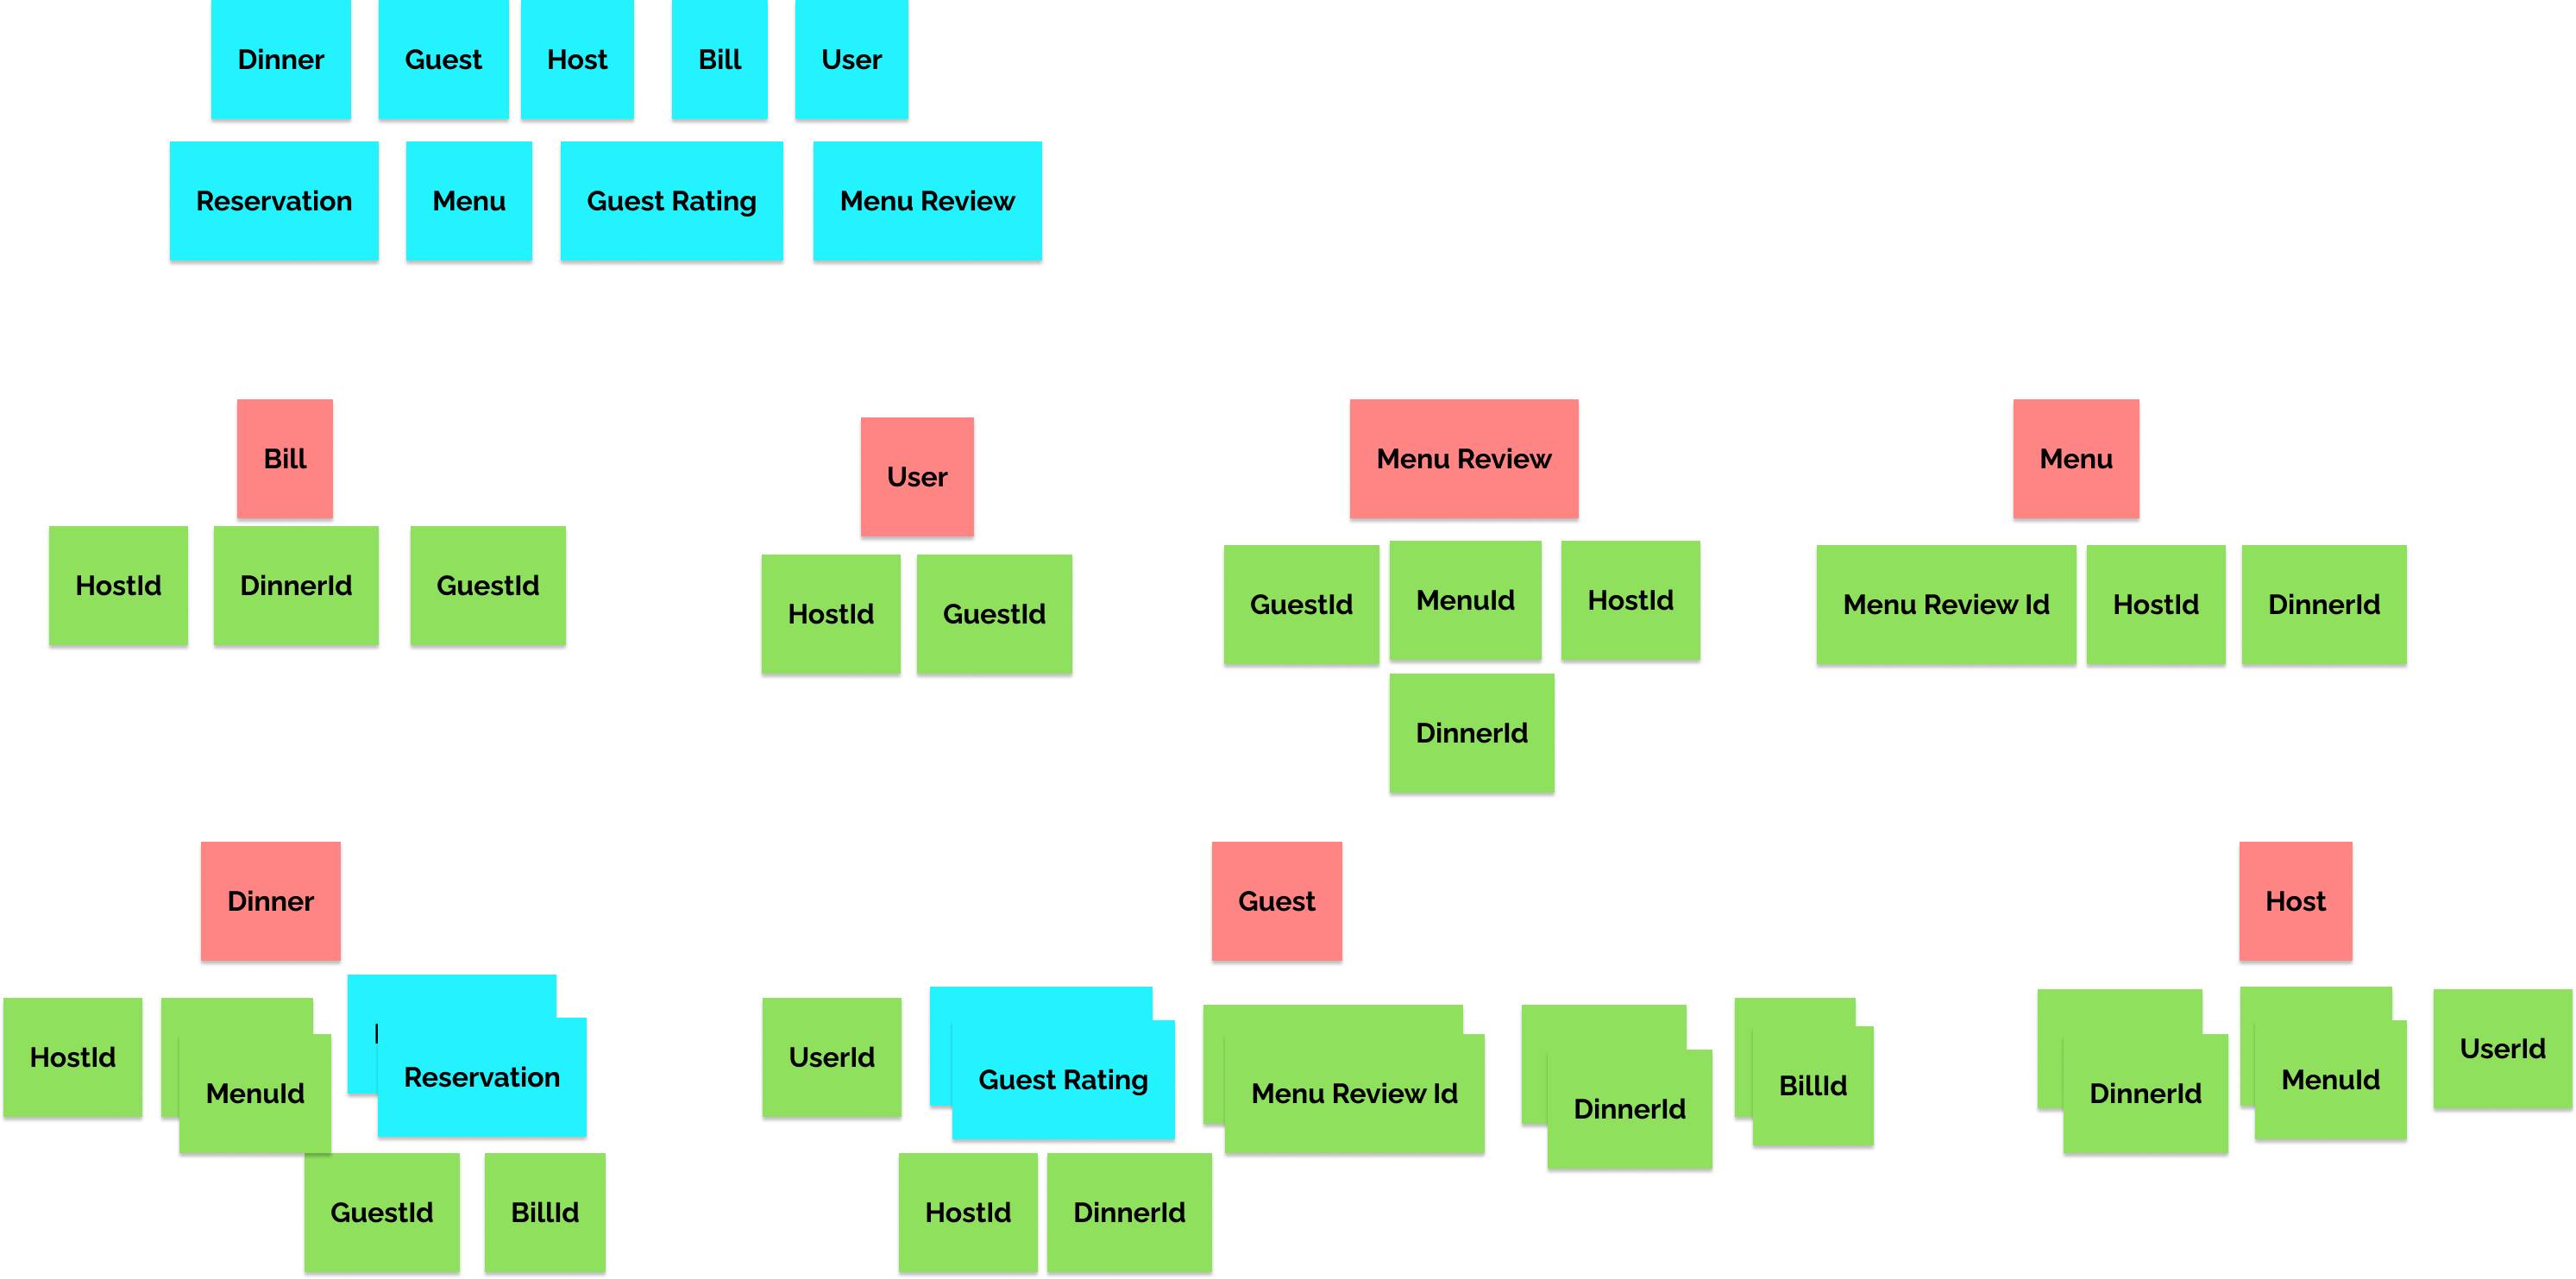 Dinner
Guest
Host
Bill
User
Reservation
Menu
Guest Rating
Menu Review
Bill
HostId
DinnerId
GuestId
User
HostId
GuestId
Menu Review
GuestId
MenuId
HostId
DinnerId
Menu
Menu Review Id
HostId
DinnerId
Dinner
HostId
MenuId
Reservation
GuestId
BillId
Guest
UserId
Guest Rating
HostId
DinnerId
Menu Review Id
DinnerId
BillId
Host
DinnerId
MenuId
UserId